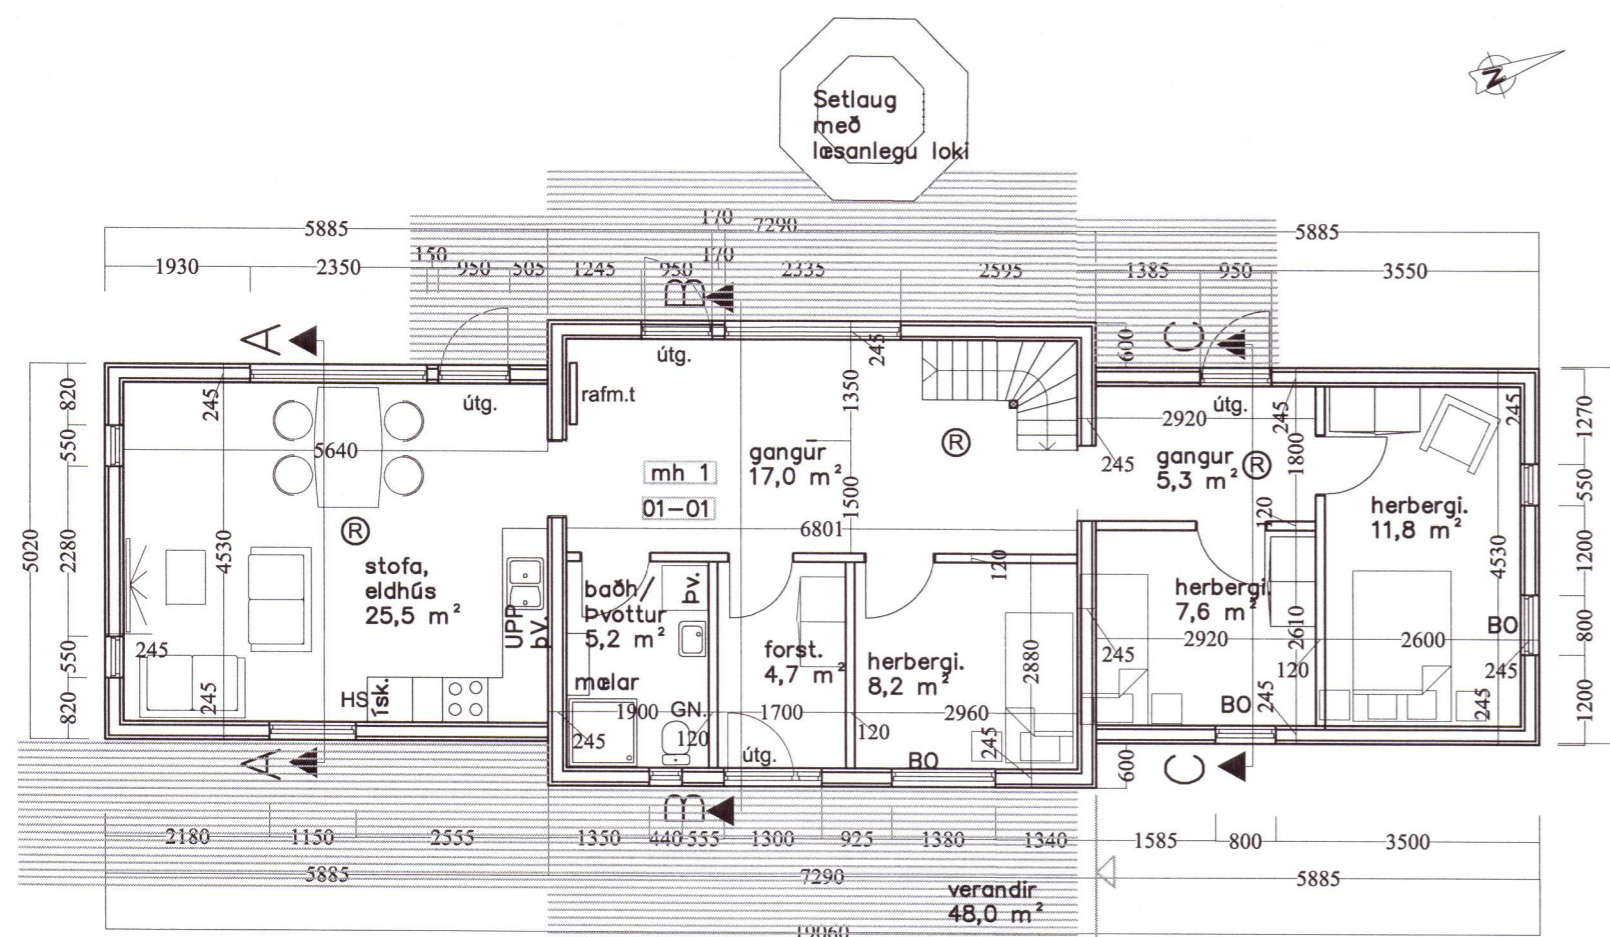 N
Setlaug
með
læsanlegu loki
170
5885 7290 5885
150 170
1930 2350 950 505 1245 950 2335 2595 1385 950 3550
A B C
600
útg.
245
820
245
rafm.t
1350
útg.
útg.
2920
245
245
1270
550
5640
gangur
17,0 m²
R
245
gangur
5,3 m²
R
1800
550
mh 1
01-01
1500
6801
120
herbergi.
11,8 m²
5020
2280
4530
R
stofa,
eldhús
25,5 m²
UPP
ÞV.
baðh/
Þvottur
5,2 m²
ÞV.
120
herbergi.
7,6 m²
4530
1200
2920
2610
2600
BO
800
forst.
4,7 m²
herbergi.
8,2 m²
2880
245
120
245
550
245
245
HS
ísk.
mælar
GN.
1900 1700 2960
245
120
120
útg.
BO
245
BO
245
245
1200
820
600
A B C
2180 1150 2555 1350 440 555 1300 925 1380 1340 1585 800 3500
5885 7290 5885
verandir
48,0 m²
19060